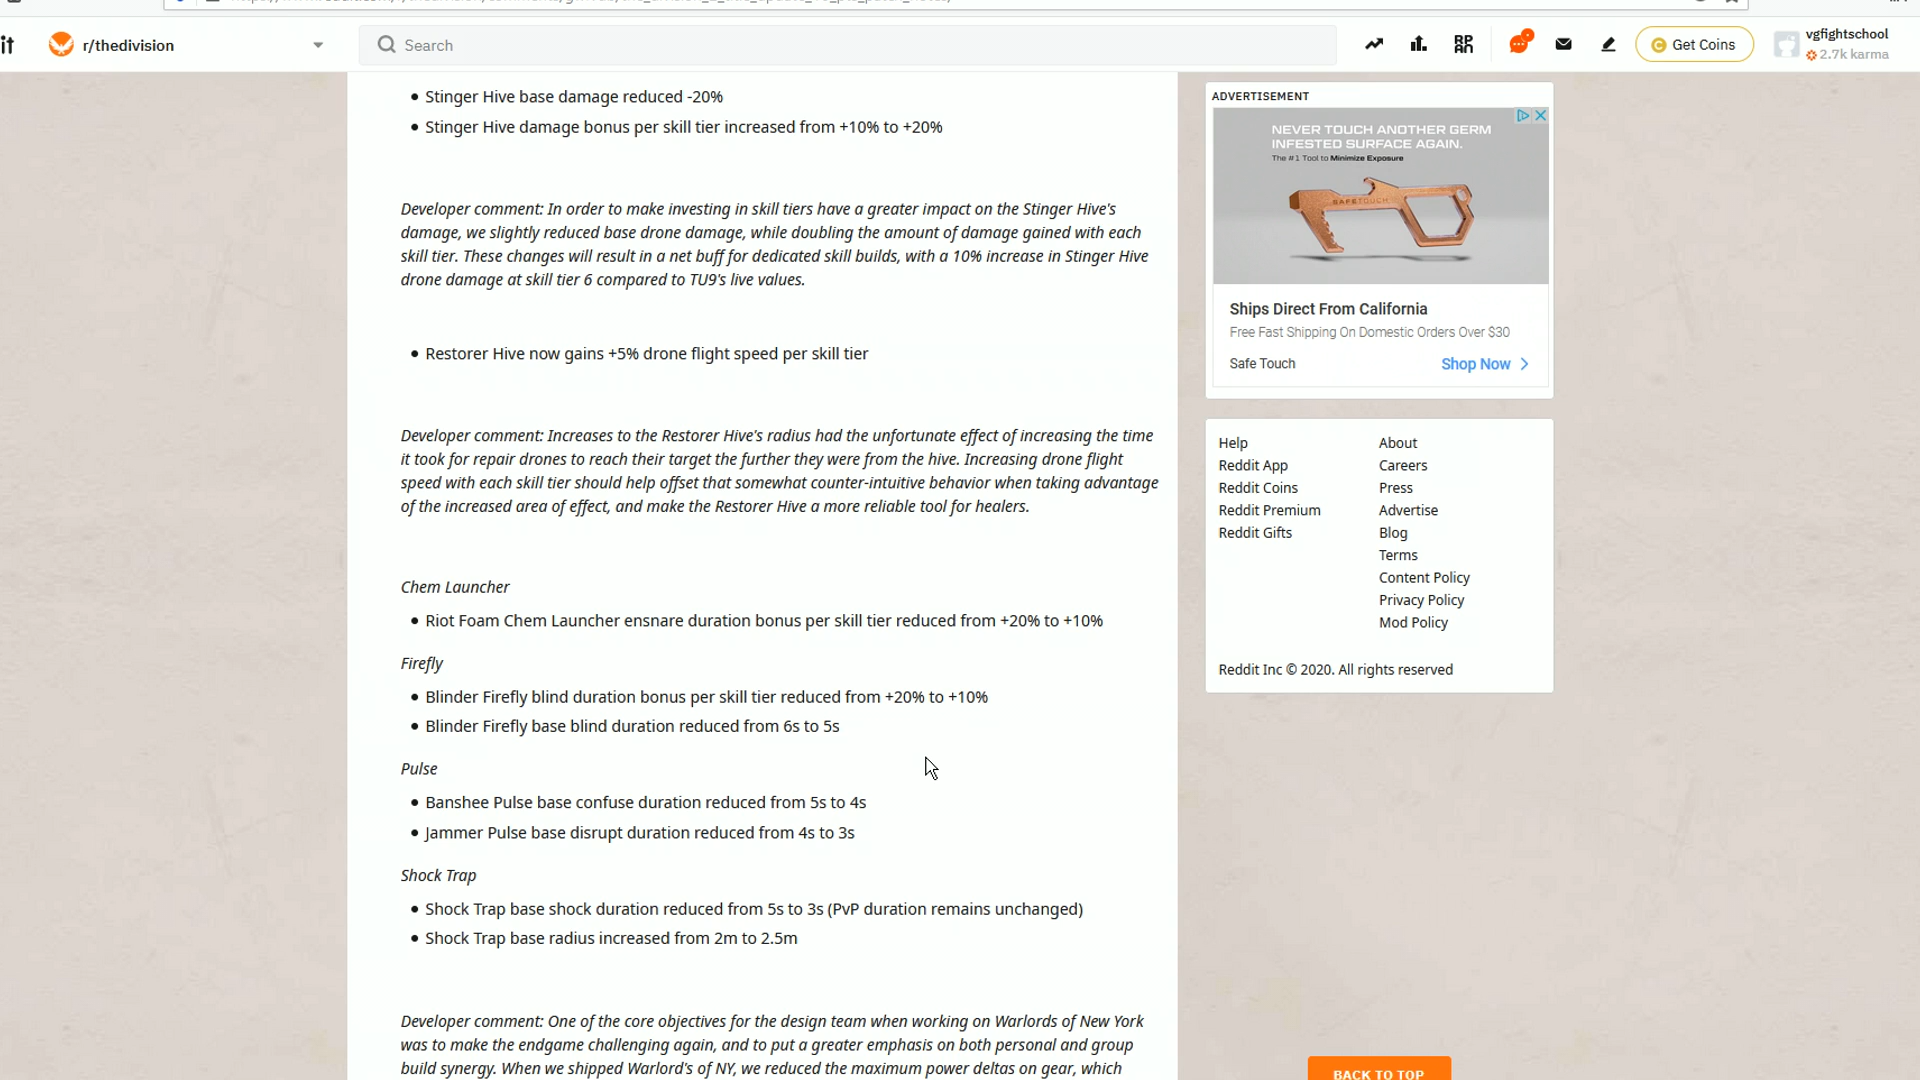 it
r/thedivision
Search
Get Coins
vgfightschool
2.7k karma
Stinger Hive base damage reduced -20%
Stinger Hive damage bonus per skill tier increased from +10% to +20%
Developer comment: In order to make investing in skill tiers have a greater impact on the Stinger Hive's
damage, we slightly reduced base drone damage, while doubling the amount of damage gained with each
skill tier. These changes will result in a net buff for dedicated skill builds, with a 10% increase in Stinger Hive
drone damage at skill tier 6 compared to TU9's live values.
Restorer Hive now gains +5% drone flight speed per skill tier
Developer comment: Increases to the Restorer Hive's radius had the unfortunate effect of increasing the time
it took for repair drones to reach their target the further they were from the hive. Increasing drone flight
speed with each skill tier should help offset that somewhat counter-intuitive behavior when taking advantage
of the increased area of effect, and make the Restorer Hive a more reliable tool for healers.
Chem Launcher
Riot Foam Chem Launcher ensnare duration bonus per skill tier reduced from +20% to +10%
Firefly
Blinder Firefly blind duration bonus per skill tier reduced from +20% to +10%
Blinder Firefly base blind duration reduced from 6s to 5s
Pulse
Banshee Pulse base confuse duration reduced from 5s to 4s
Jammer Pulse base disrupt duration reduced from 4s to 3s
Shock Trap
Shock Trap base shock duration reduced from 5s to 3s (PvP duration remains unchanged)
Shock Trap base radius increased from 2m to 2.5m
Developer comment: One of the core objectives for the design team when working on Warlords of New York
was to make the endgame challenging again, and to put a greater emphasis on both personal and group
build synergy. When we shipped Warlord's of NY, we reduced the maximum power deltas on gear, which
ADVERTISEMENT
NEVER TOUCH ANOTHER GERM
INFESTED SURFACE AGAIN.
The #1 Tool to Minimize Exposure
SAFETOUCH
Ships Direct From California
Free Fast Shipping On Domestic Orders Over $30
Safe Touch
Shop Now
Help
Reddit App
Reddit Coins
Reddit Premium
Reddit Gifts
About
Careers
Press
Advertise
Blog
Terms
Content Policy
Privacy Policy
Mod Policy
Reddit Inc © 2020. All rights reserved
BACK TO TOP